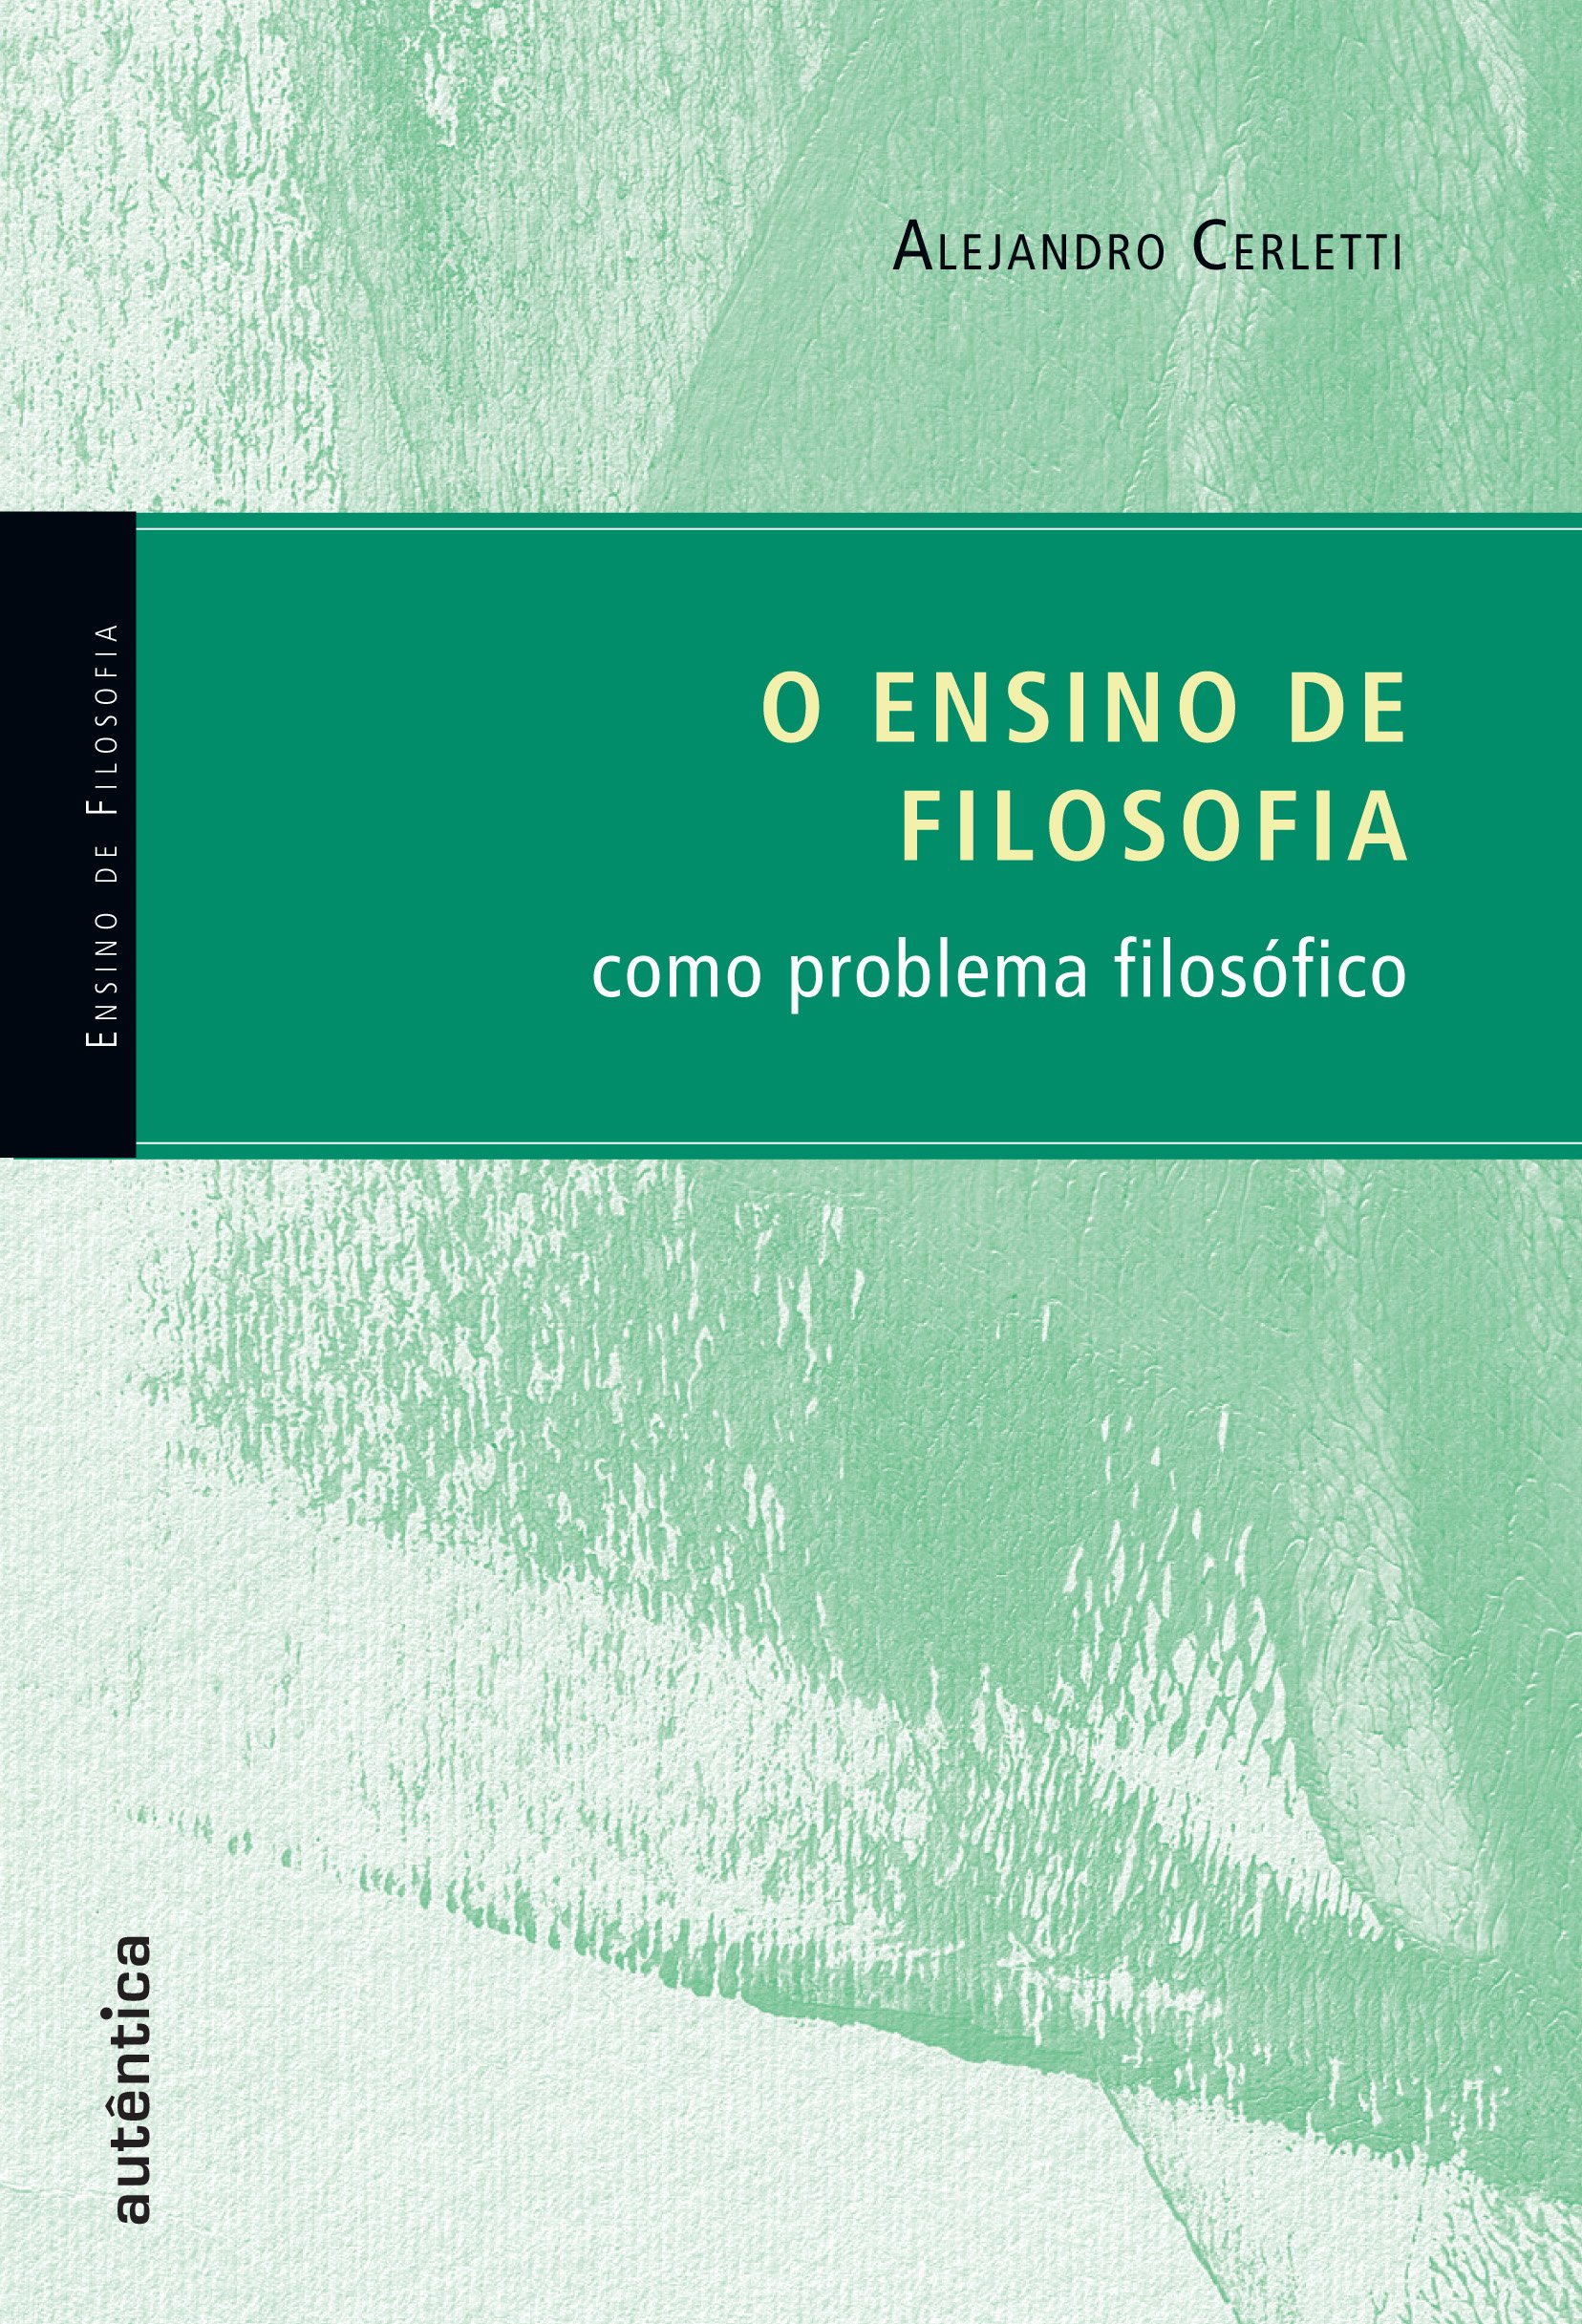 ALEJANDRO CERLETTI
ENSINO DE FILOSOFIA
O ENSINO DE
FILOSOFIA
como problema filosófico
autêntica